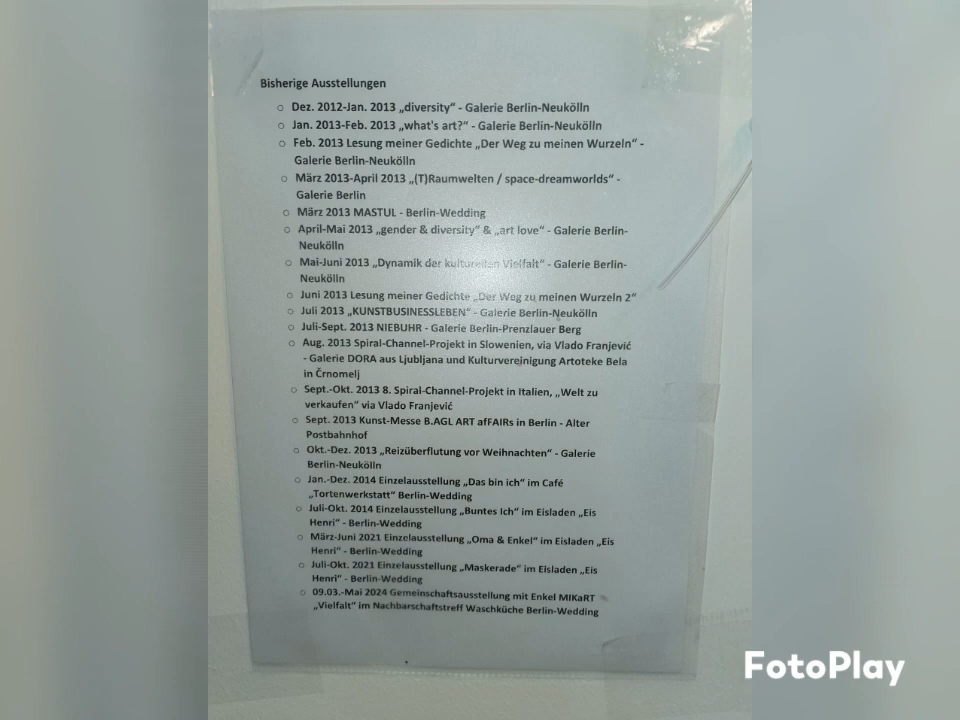 Bisherige Ausstellungen
○ Dez. 2012-Jan. 2013 „diversity“ - Galerie Berlin-Neukölln
○ Jan. 2013-Feb. 2013 „what's art?“ - Galerie Berlin-Neukölln
○ Feb. 2013 Lesung meiner Gedichte „Der Weg zu meinen Wurzeln“ -
Galerie Berlin-Neukölln
○ März 2013-April 2013 „(T)Raumwelten / space-dreamworlds“ -
Galerie Berlin
○ März 2013 MASTUL - Berlin-Wedding
○ April-Mai 2013 „gender & diversity“ & „art love“ - Galerie Berlin-
Neukölln
○ Mai-Juni 2013 „Dynamik der kulturellen Vielfalt“ - Galerie Berlin-
Neukölln
○ Juni 2013 Lesung meiner Gedichte „Der Weg zu meinen Wurzeln 2“
○ Juli 2013 „KUNSTBUSINESSLEBEN“ - Galerie Berlin-Neukölln
○ Juli-Sept. 2013 NIEBUHR - Galerie Berlin-Prenzlauer Berg
○ Aug. 2013 Spiral-Channel-Projekt in Slowenien, via Vlado Franjević
- Galerie DORA aus Ljubljana und Kulturvereinigung Artoteke Bela
in Črnomelj
○ Sept.-Okt. 2013 8. Spiral-Channel-Projekt in Italien, „Welt zu
verkaufen“ via Vlado Franjević
○ Sept. 2013 Kunst-Messe B.AGL ART afFAIRs in Berlin - Alter
Postbahnhof
○ Okt.-Dez. 2013 „Reizüberflutung vor Weihnachten“ - Galerie
Berlin-Neukölln
○ Jan.-Dez. 2014 Einzelausstellung „Das bin ich“ im Café
„Tortenwerkstatt“ Berlin-Wedding
○ Juli-Okt. 2014 Einzelausstellung „Buntes Ich“ im Eisladen „Eis
Henri“ - Berlin-Wedding
○ März-Juni 2021 Einzelausstellung „Oma & Enkel“ im Eisladen „Eis
Henri“ - Berlin-Wedding
○ Juli-Okt. 2021 Einzelausstellung „Maskerade“ im Eisladen „Eis
Henri“ - Berlin-Wedding
○ 09.03.-Mai 2024 Gemeinschaftsausstellung mit Enkel MIKaRT
„Vielfalt“ im Nachbarschaftstreff Waschküche Berlin-Wedding
FotoPlay